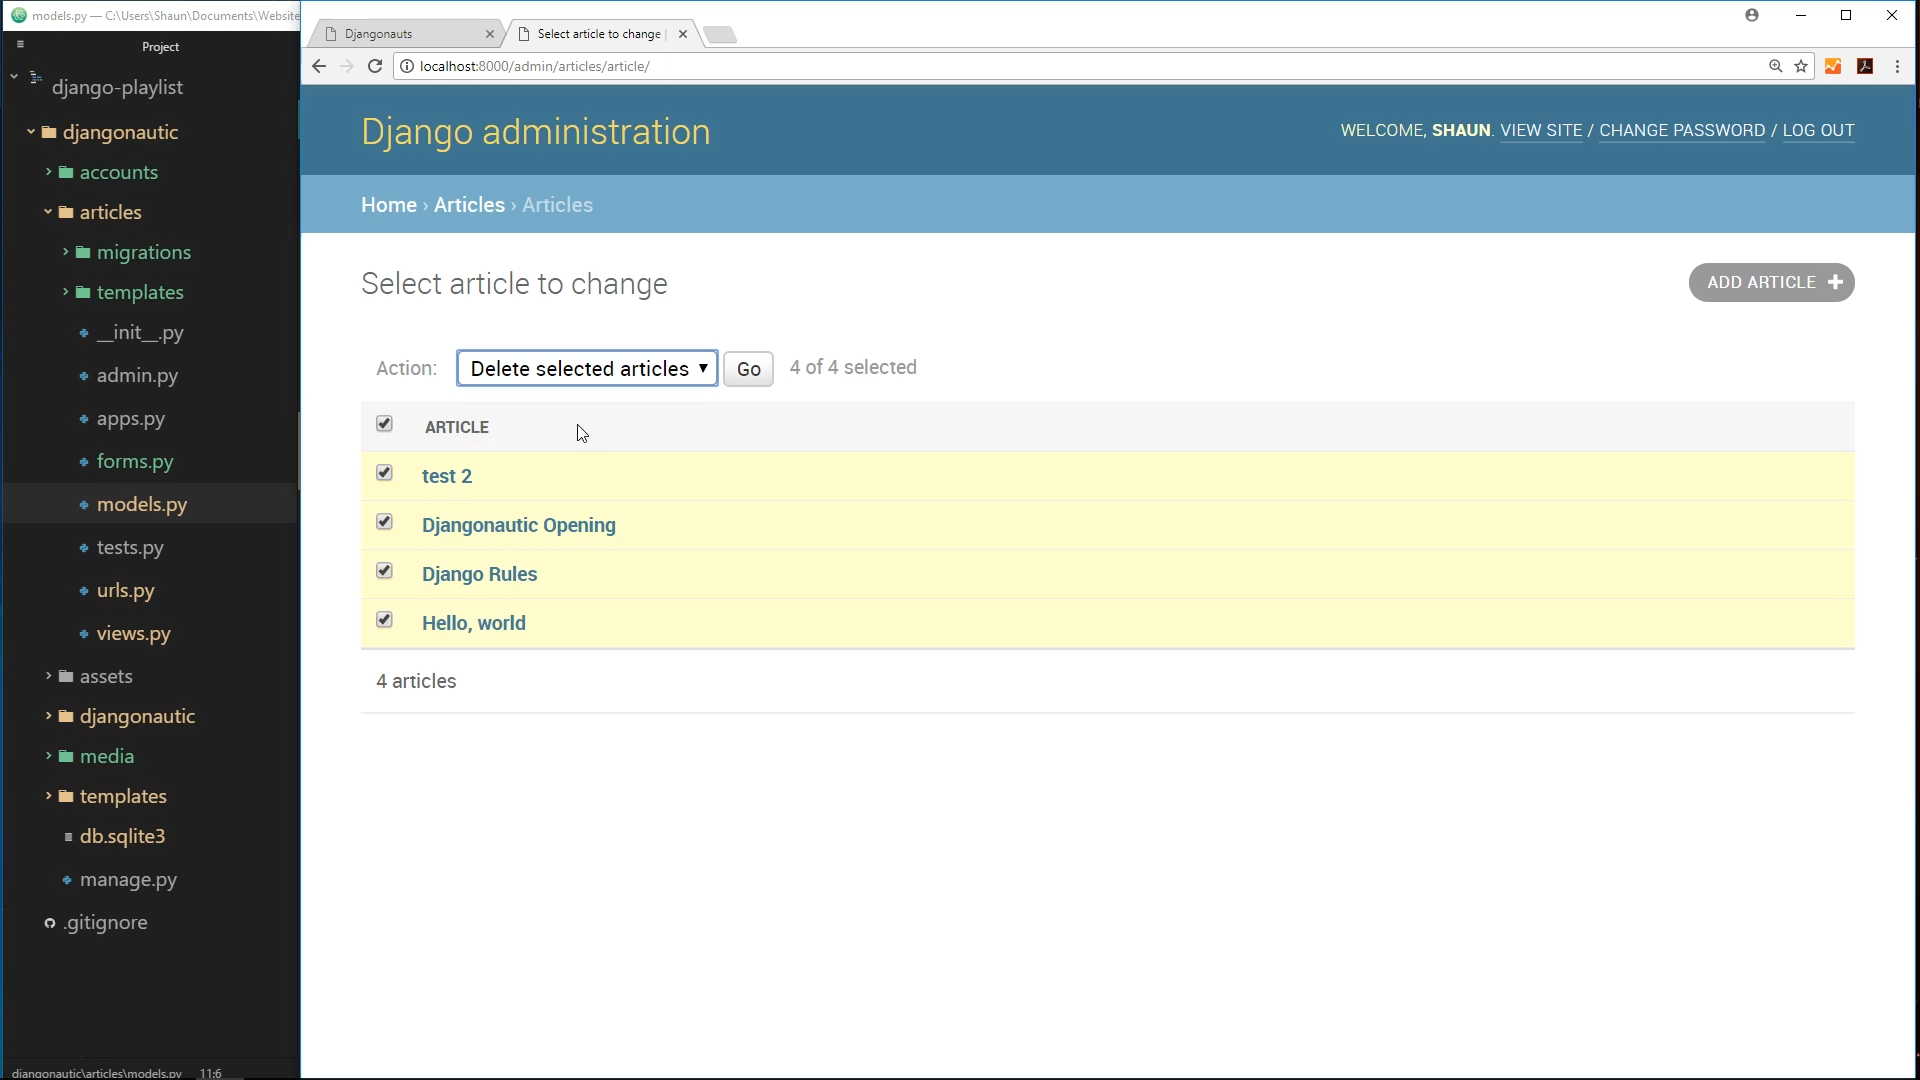 models.py — C:\Users\Shaun\Documents\Website
Project
django-playlist
djangonautic
accounts
articles
migrations
templates
__init__.py
admin.py
apps.py
forms.py
models.py
tests.py
urls.py
views.py
assets
djangonautic
media
templates
db.sqlite3
manage.py
.gitignore
djangonautic\articles\models.py 11:6
Djangonauts
Select article to change |
localhost:8000/admin/articles/article/
Django administration
WELCOME, SHAUN. VIEW SITE / CHANGE PASSWORD / LOG OUT
Home › Articles › Articles
Select article to change
ADD ARTICLE
Action: Delete selected articles Go 4 of 4 selected
ARTICLE
test 2
Djangonautic Opening
Django Rules
Hello, world
4 articles